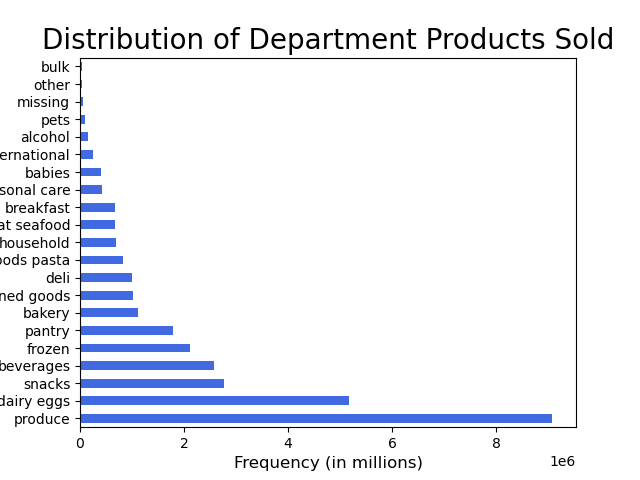 Distribution of Department Products Sold
bulk
other
missing
pets
alcohol
ernational
babies
sonal care
breakfast
at seafood
household
oods pasta
deli
ned goods
bakery
pantry
frozen
beverages
snacks
dairy eggs
produce
0 2 4 6 8
1e6
Frequency (in millions)